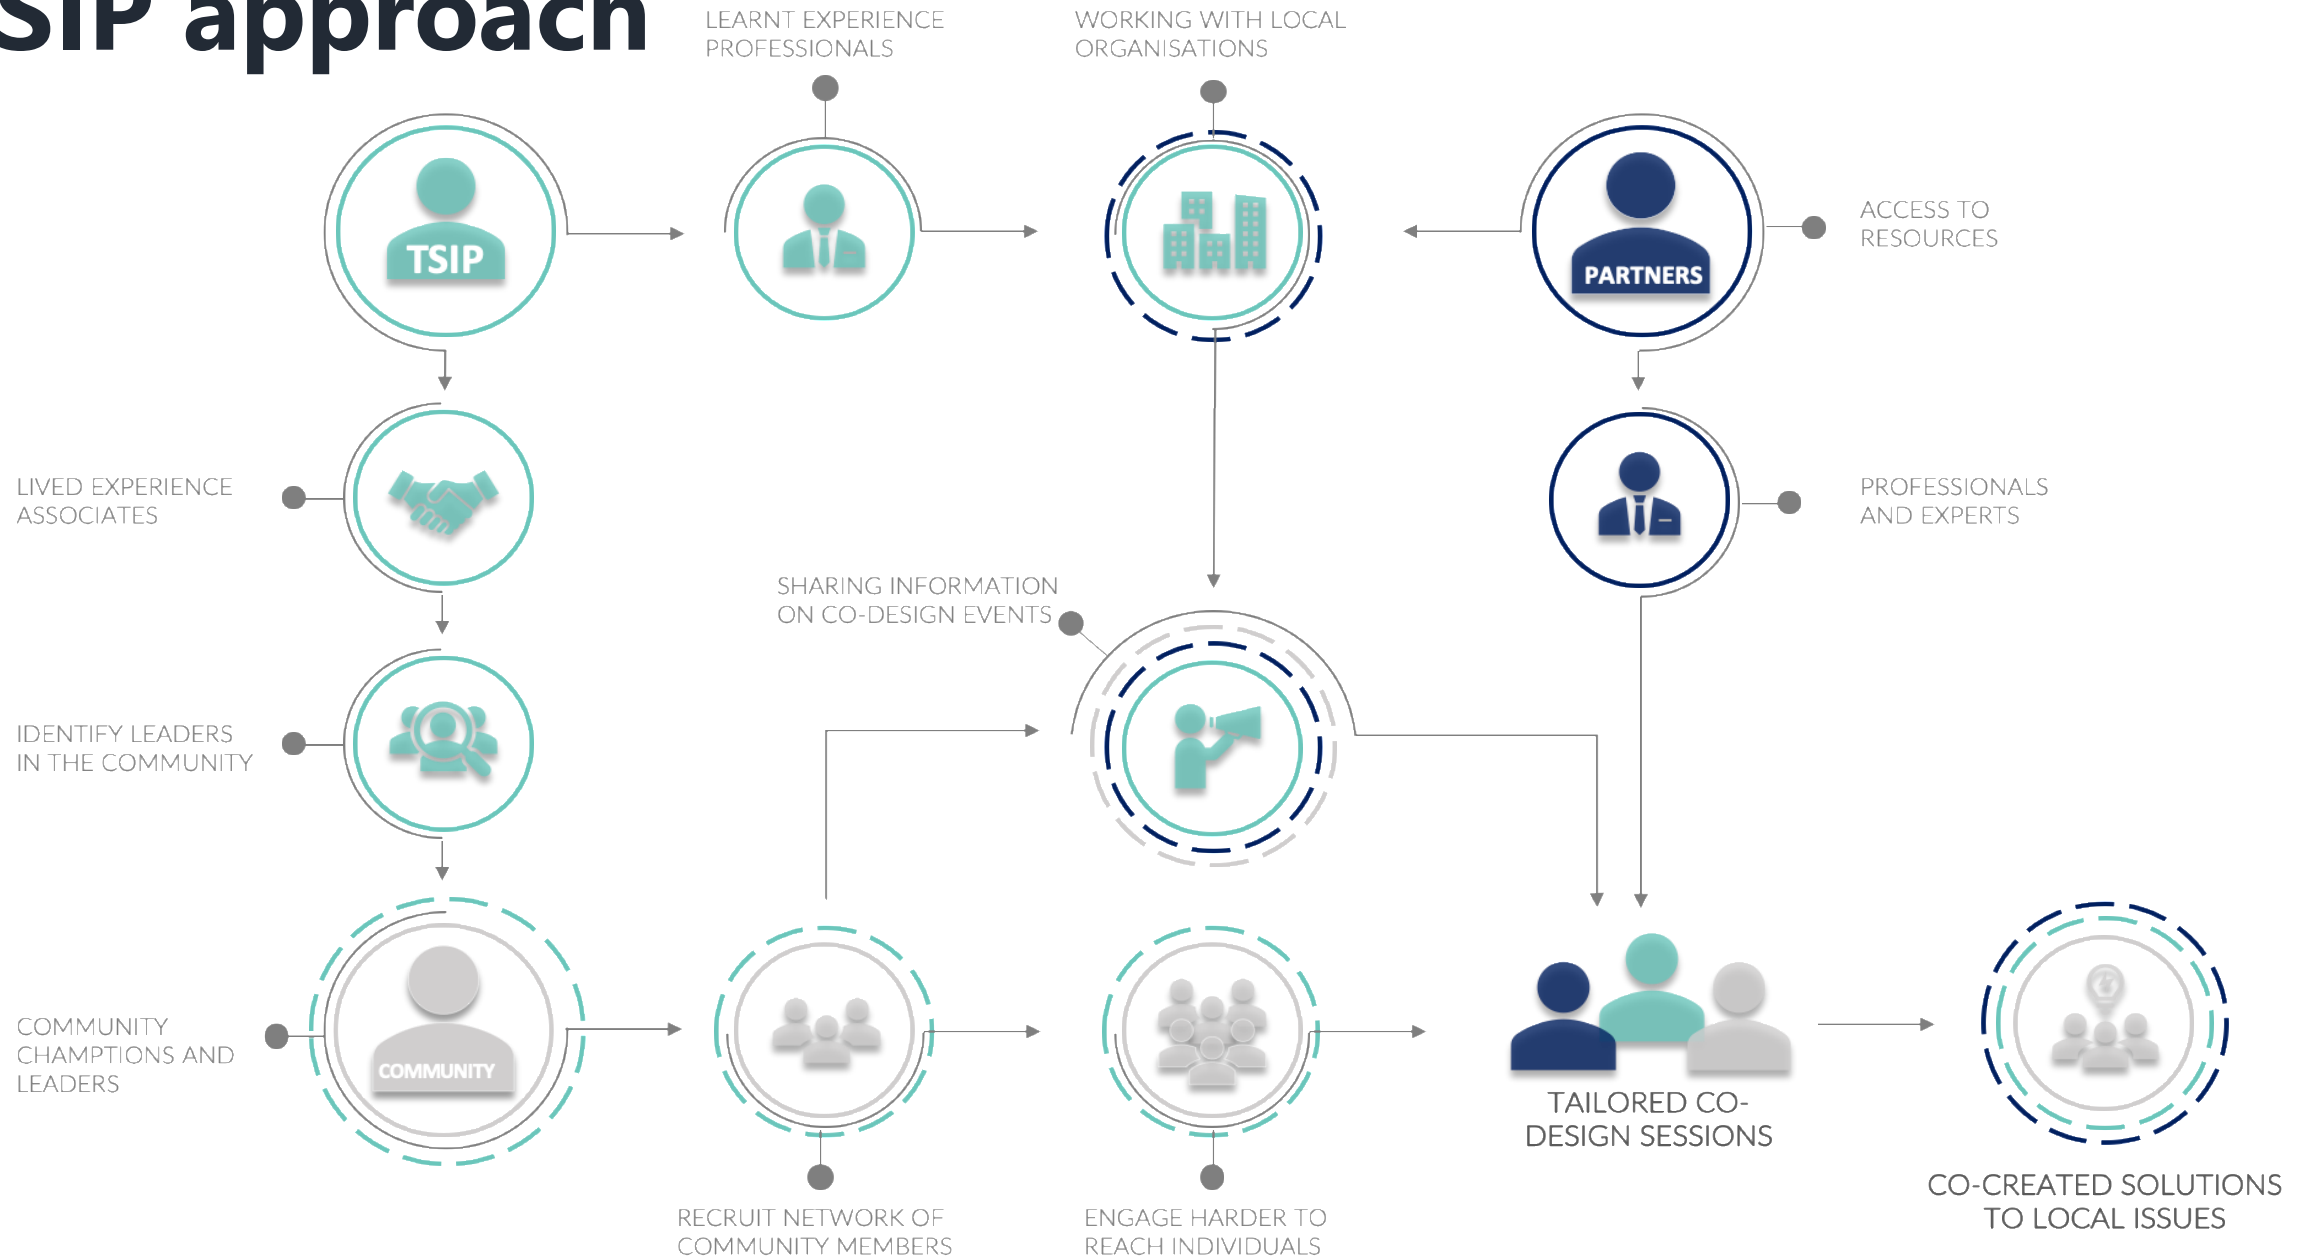 SIP approach
LEARNT EXPERIENCE
PROFESSIONALS
WORKING WITH LOCAL
ORGANISATIONS
TSIP
PARTNERS
ACCESS TO
RESOURCES
LIVED EXPERIENCE
ASSOCIATES
PROFESSIONALS
AND EXPERTS
SHARING INFORMATION
ON CO-DESIGN EVENTS
IDENTIFY LEADERS
IN THE COMMUNITY
COMMUNITY
CHAMPTIONS AND
LEADERS
COMMUNITY
TAILORED CO-
DESIGN SESSIONS
CO-CREATED SOLUTIONS
TO LOCAL ISSUES
RECRUIT NETWORK OF
COMMUNITY MEMBERS
ENGAGE HARDER TO
REACH INDIVIDUALS